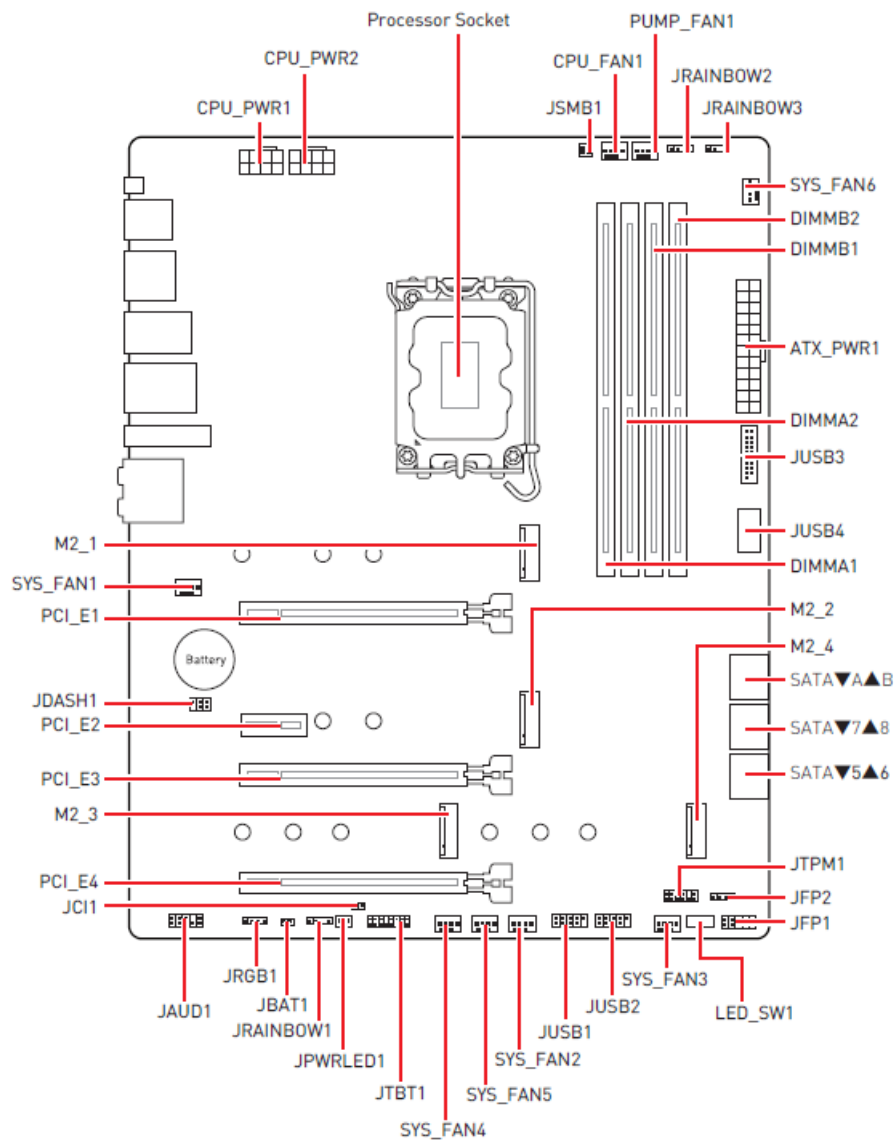 Processor Socket
PUMP_FAN1
CPU_PWR2
CPU_FAN1
JRAINBOW2
CPU_PWR1
JSMB1
JRAINBOW3
SYS_FAN6
DIMMB2
DIMMB1
ATX_PWR1
DIMMA2
JUSB3
JUSB4
M2_1
DIMMA1
SYS_FAN1
PCI_E1
M2_2
M2_4
Battery
SATA▼A▲B
JDASH1
PCI_E2
SATA▼7▲8
PCI_E3
SATA▼5▲6
M2_3
JTPM1
PCI_E4
JFP2
JCI1
JFP1
JRGB1
SYS_FAN3
JAUD1
JBAT1
JUSB2
LED_SW1
JRAINBOW1
JUSB1
JPWRLED1
SYS_FAN2
JTBT1
SYS_FAN5
SYS_FAN4